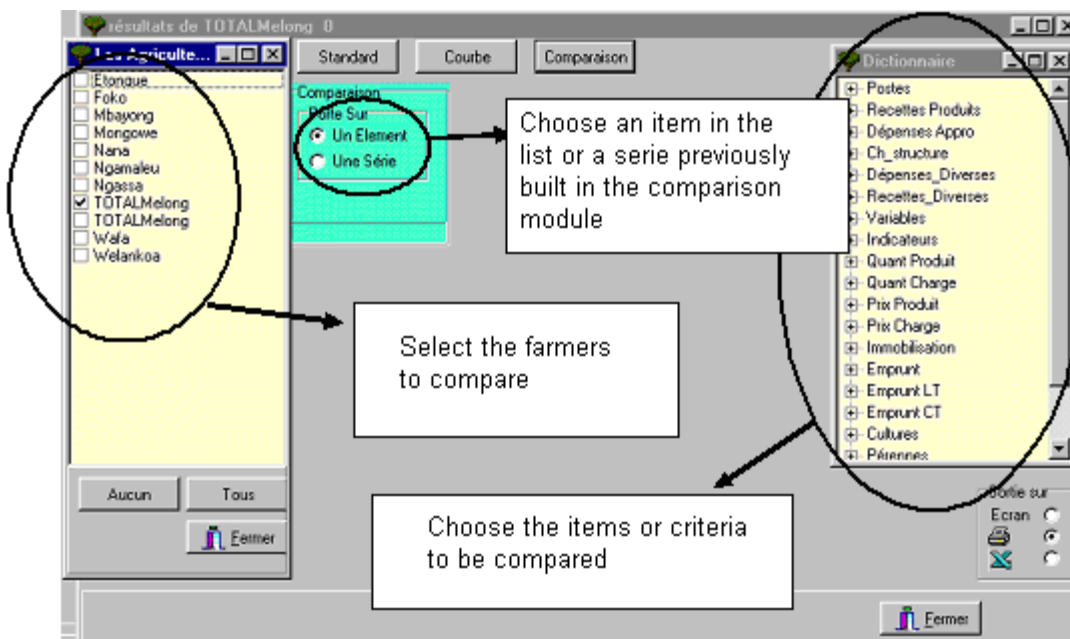 résultats de TOTALMelong 0
Les Agriculte...
Etongue
Foko
Mbayong
Mongowe
Nana
Ngamaleu
Ngassa
TOTALMelong
TOTALMelong
Wafa
Welankoa
Aucun
Tous
Fermer
Standard
Courbe
Comparaison
Comparaison
Porte Sur
Un Element
Une Série
Choose an item in the
list or a serie previously
built in the comparison
module
Select the farmers
to compare
Choose the items or criteria
to be compared
Dictionnaire
Postes
Recettes Produits
Dépenses Appro
Ch_structure
Dépenses_Diverses
Recettes_Diverses
Variables
Indicateurs
Quant Produit
Quant Charge
Prix Produit
Prix Charge
Immobilisation
Emprunt
Emprunt LT
Emprunt CT
Cultures
Pérennes
Sortie sur
Ecran
Fermer